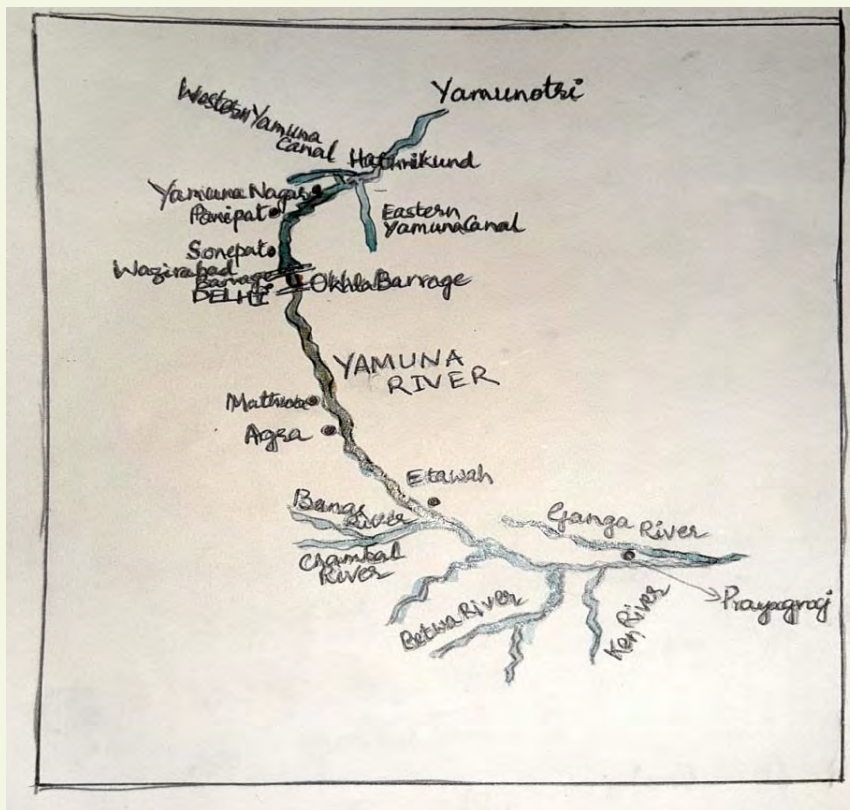 Yamunotri
Western Yamuna
Canal
Hathnikund
Yamuna Nagar
Panipat
Eastern
Yamuna Canal
Sonepat
Wazirabad
Barrage
DELHI
Okhla Barrage
YAMUNA
RIVER
Mathura
Agra
Etawah
Banas
River
Chambal
River
Ganga River
Betwa River
Ken River
Prayagraj